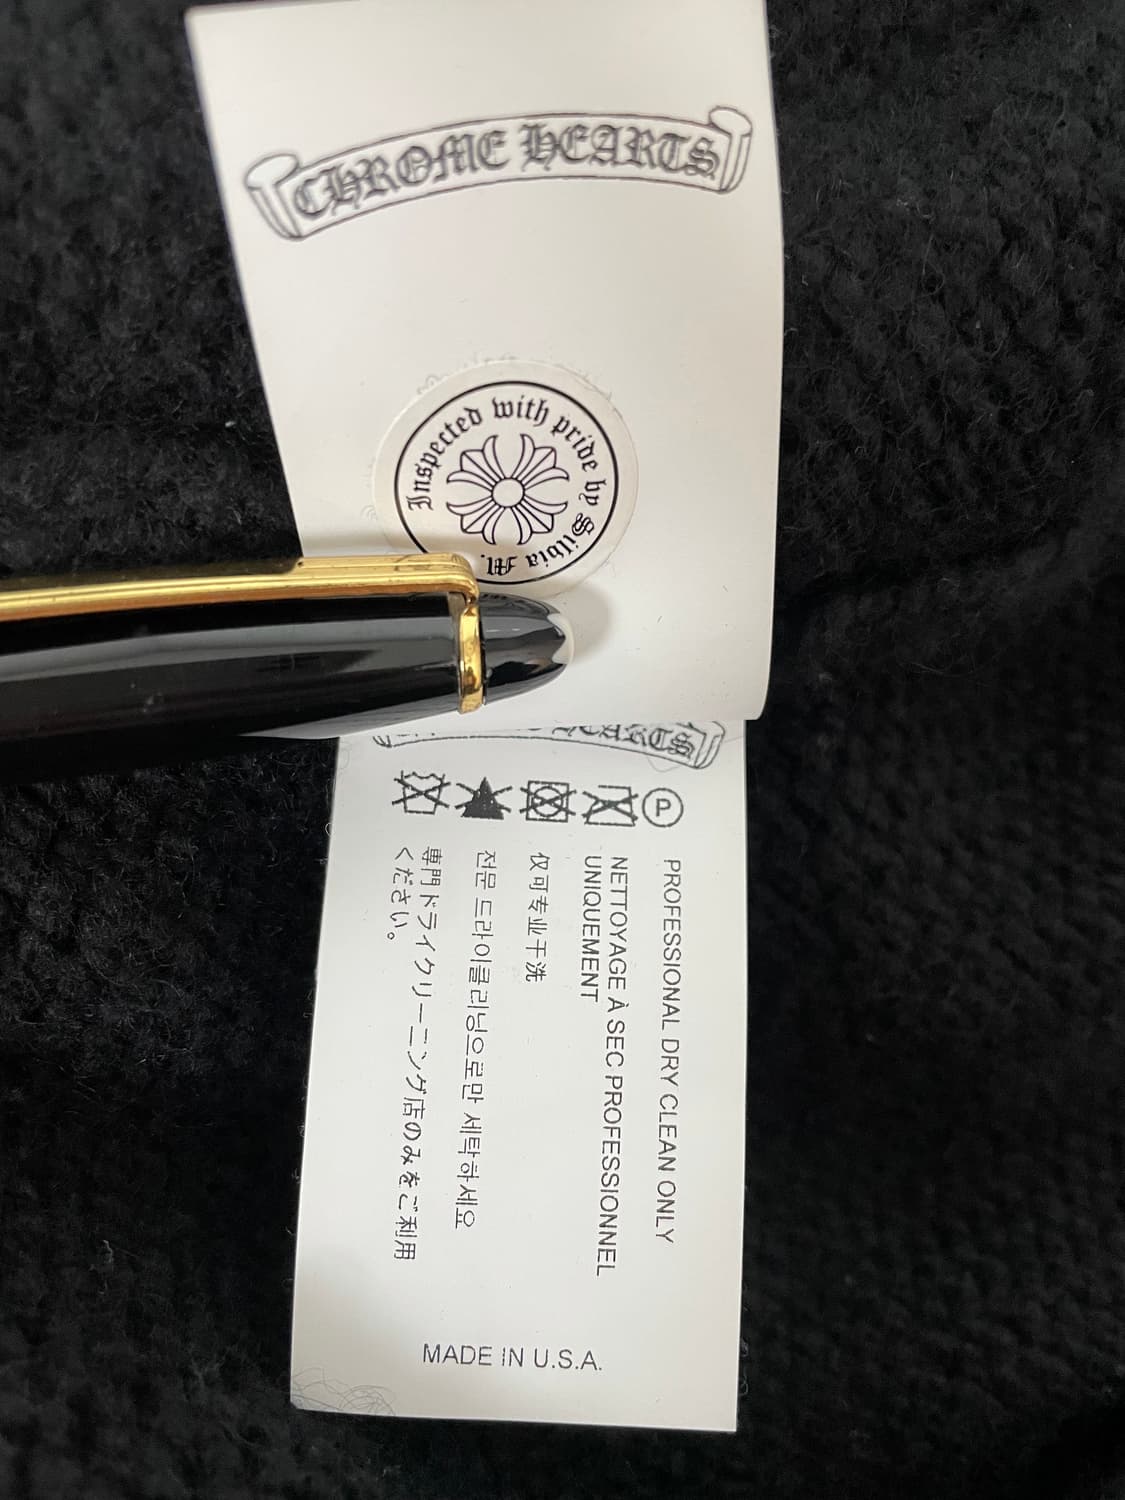 CHROME HEARTS
Inspected with pride by Silvia M.
HEARTS
P
PROFESSIONAL DRY CLEAN ONLY
NETTOYAGE À SEC PROFESSIONNEL
UNIQUEMENT
仅可专业干洗
전문 드라이클리닝으로만 세탁하세요
専門ドライクリーニング店のみをご利用
ください。
MADE IN U.S.A.